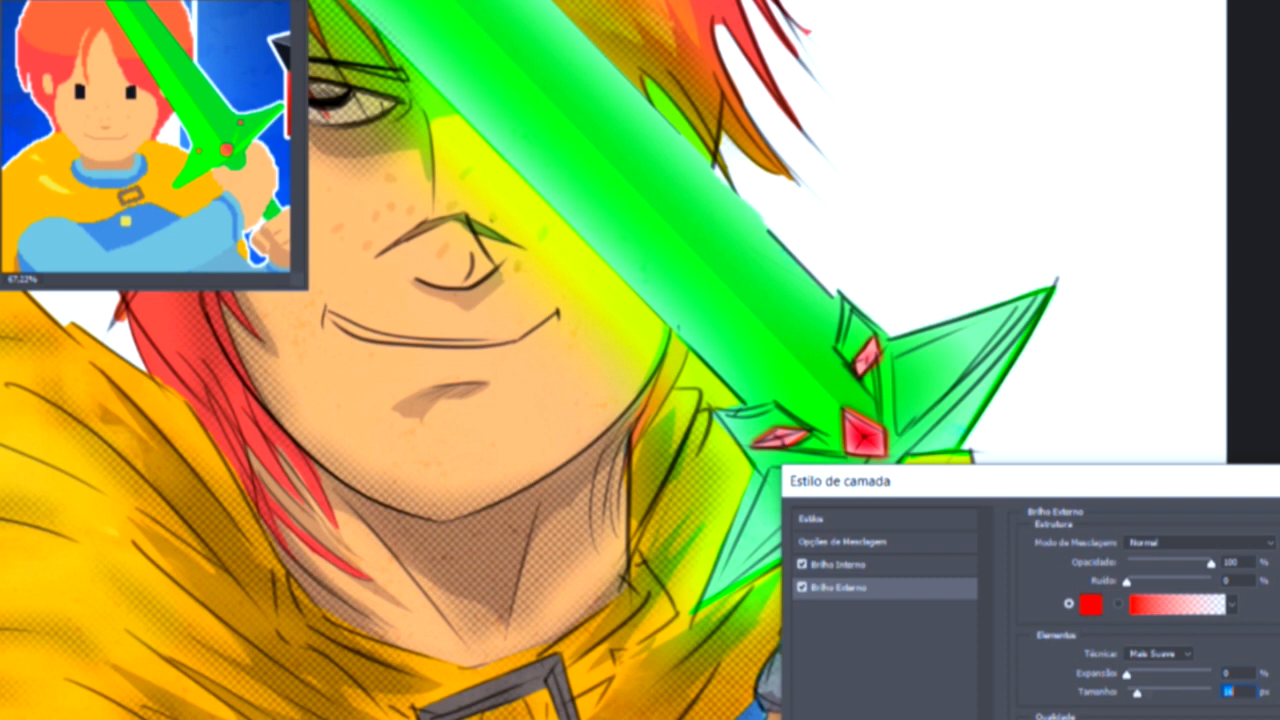 67.22%
Estilo de camada
Estilos
Opções de Mesclagem
Brilho Interno
Brilho Externo
Brilho Externo
Estrutura
Modo de Mesclagem: Normal
Opacidade: 100 %
Ruído: 0 %
Elementos
Técnica: Mais Suave
Expansão: 0 %
Tamanho: 16 px
Qualidade